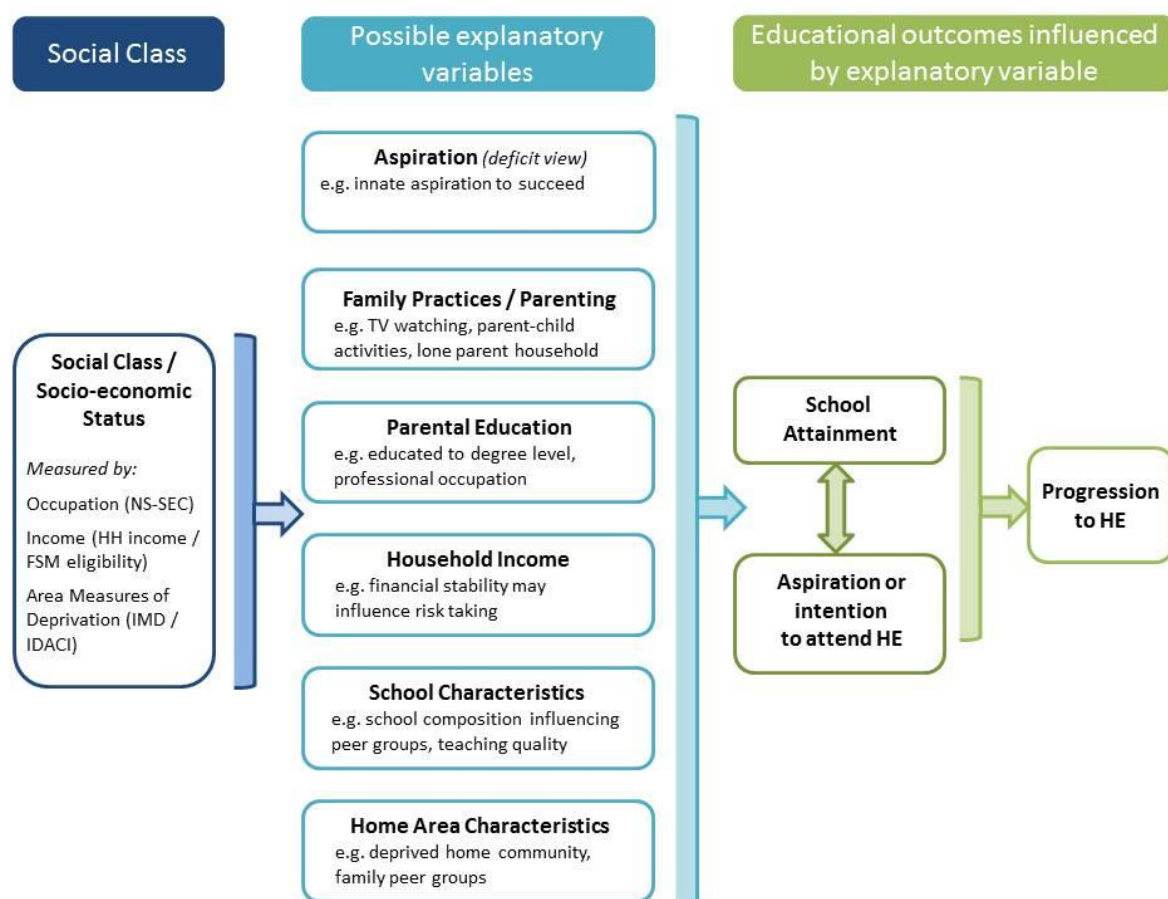 Social Class
Possible explanatory
variables
Educational outcomes influenced
by explanatory variable
Social Class /
Socio-economic
Status
Measured by:
Occupation (NS-SEC)
Income (HH income /
FSM eligibility)
Area Measures of
Deprivation (IMD /
IDACI)
Aspiration (deficit view)
e.g. innate aspiration to succeed
Family Practices / Parenting
e.g. TV watching, parent-child
activities, lone parent household
Parental Education
e.g. educated to degree level,
professional occupation
Household Income
e.g. financial stability may
influence risk taking
School Characteristics
e.g. school composition influencing
peer groups, teaching quality
Home Area Characteristics
e.g. deprived home community,
family peer groups
School
Attainment
Aspiration or
intention
to attend HE
Progression
to HE